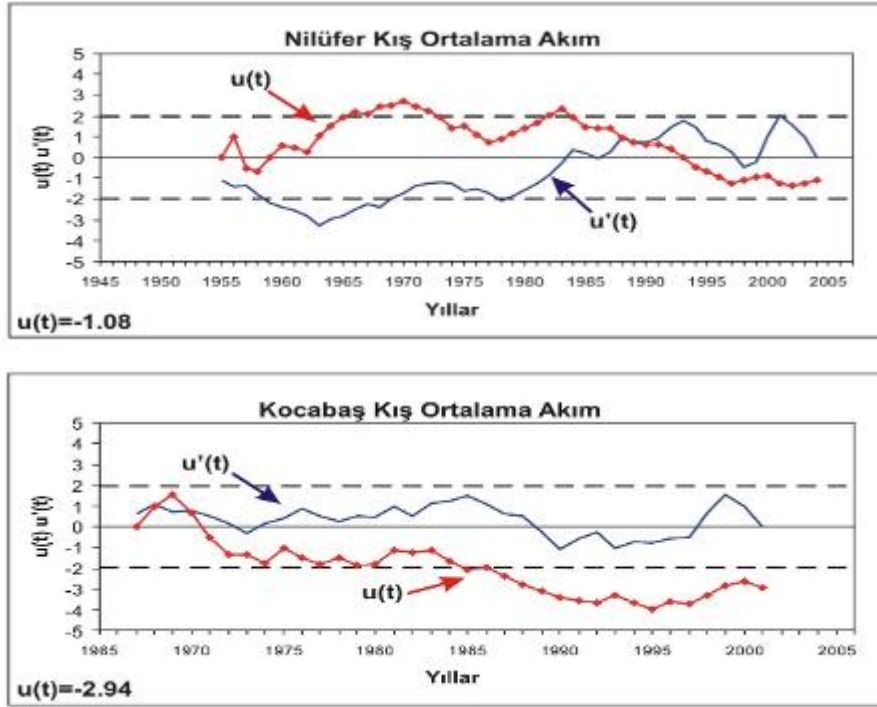 Nilüfer Kış Ortalama Akım
u(t)
u'(t)
u(t) u'(t)
5
4
3
2
1
0
-1
-2
-3
-4
-5
1945 1950 1955 1960 1965 1970 1975 1980 1985 1990 1995 2000 2005
Yıllar
u(t)=-1.08
Kocabaş Kış Ortalama Akım
u'(t)
u(t)
u(t) u'(t)
5
4
3
2
1
0
-1
-2
-3
-4
-5
1985 1970 1975 1980 1985 1990 1995 2000 2005
Yıllar
u(t)=-2.94